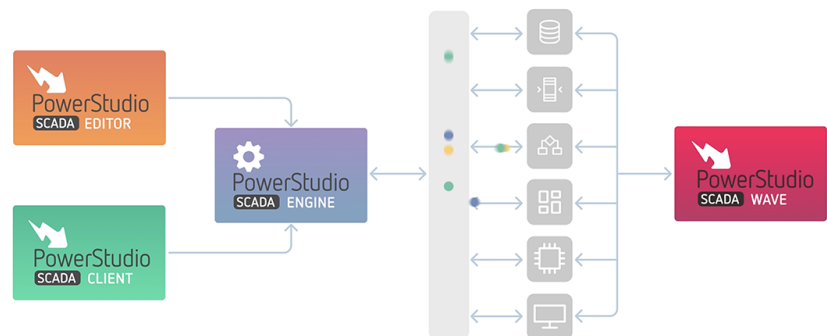 PowerStudio
SCADA EDITOR
PowerStudio
SCADA ENGINE
PowerStudio
SCADA CLIENT
PowerStudio
SCADA WAVE